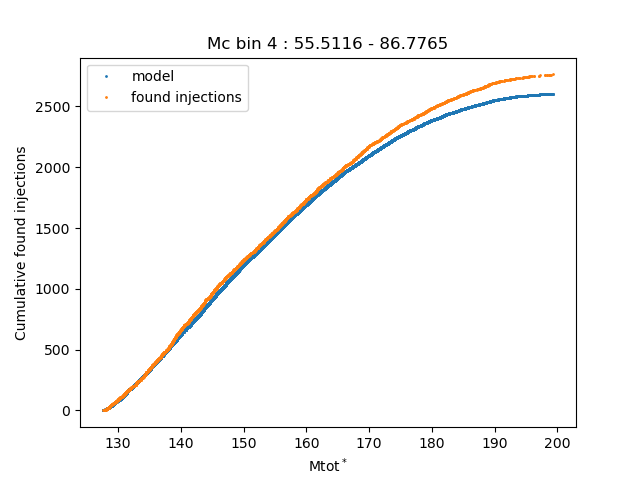 Mc bin 4 : 55.5116 - 86.7765
model
found injections
Cumulative found injections
2500
2000
1500
1000
500
0
130 140 150 160 170 180 190 200
Mtot*